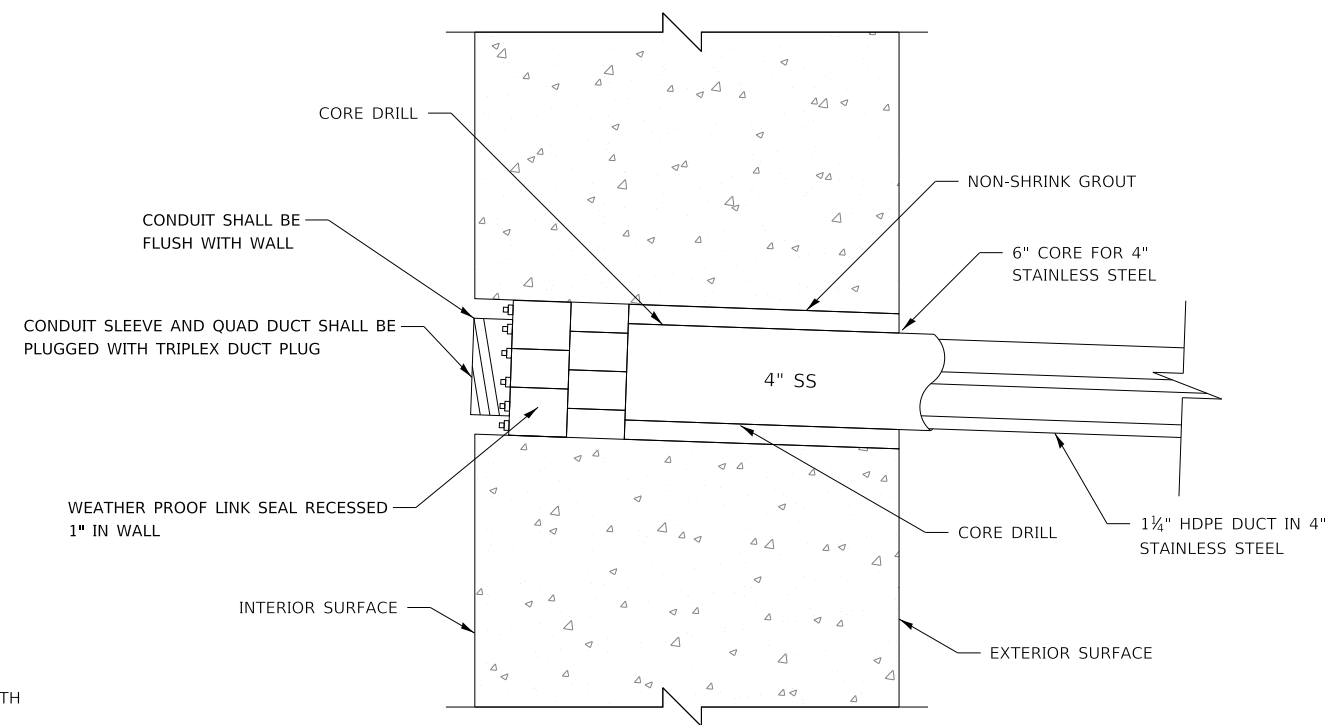 CORE DRILL
NON-SHRINK GROUT
CONDUIT SHALL BE
FLUSH WITH WALL
6" CORE FOR 4"
STAINLESS STEEL
CONDUIT SLEEVE AND QUAD DUCT SHALL BE
PLUGGED WITH TRIPLEX DUCT PLUG
4" SS
WEATHER PROOF LINK SEAL RECESSED
1" IN WALL
CORE DRILL
1¼" HDPE DUCT IN 4"
STAINLESS STEEL
INTERIOR SURFACE
EXTERIOR SURFACE
TH